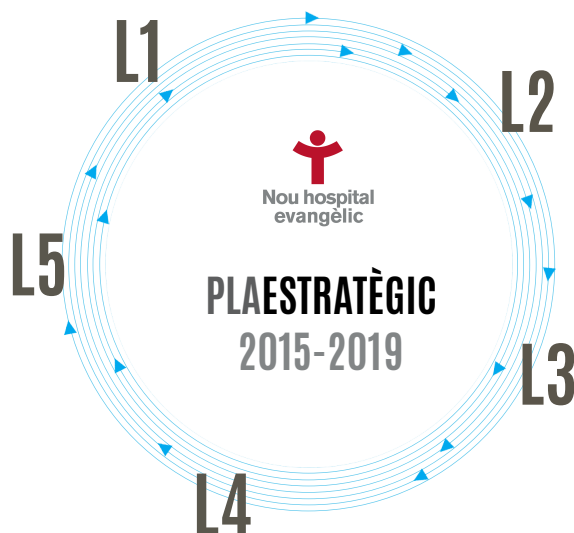 L1
L2
Nou hospital
evangèlic
L5
PLAESTRATÈGIC
2015-2019
L3
L4